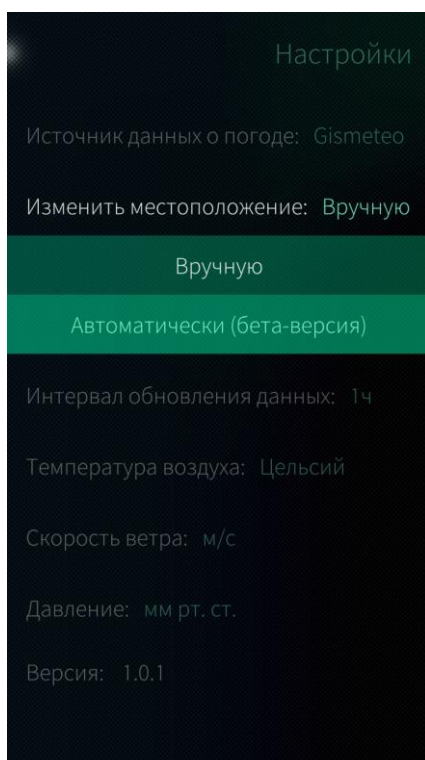 Настройки
Источник данных о погоде: Gismeteo
Изменить местоположение: Вручную
Вручную
Автоматически (бета-версия)
Интервал обновления данных: 1ч
Температура воздуха: Цельсий
Скорость ветра: м/с
Давление: мм рт. ст.
Версия: 1.0.1